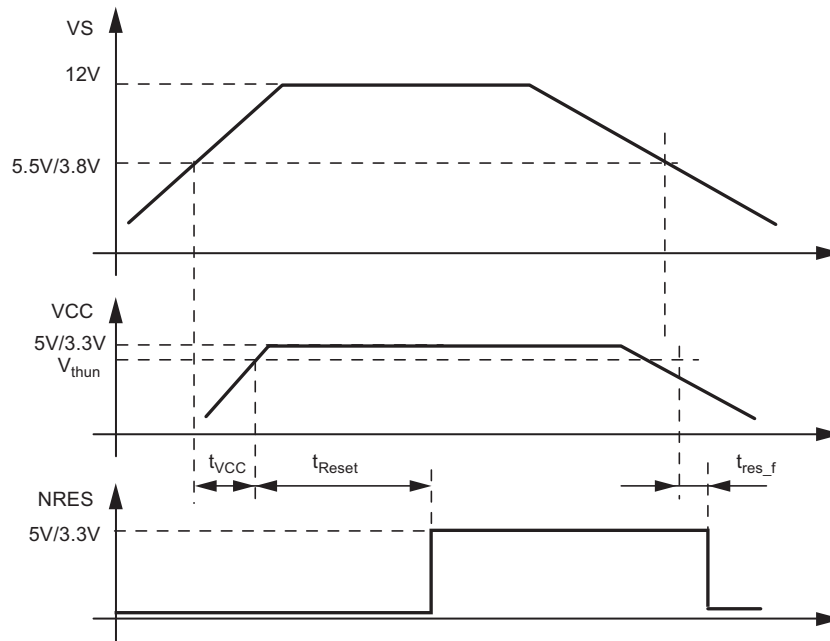 VS
12V
5.5V/3.8V
VCC
5V/3.3V
Vthun
tVCC
tReset
tres_f
NRES
5V/3.3V